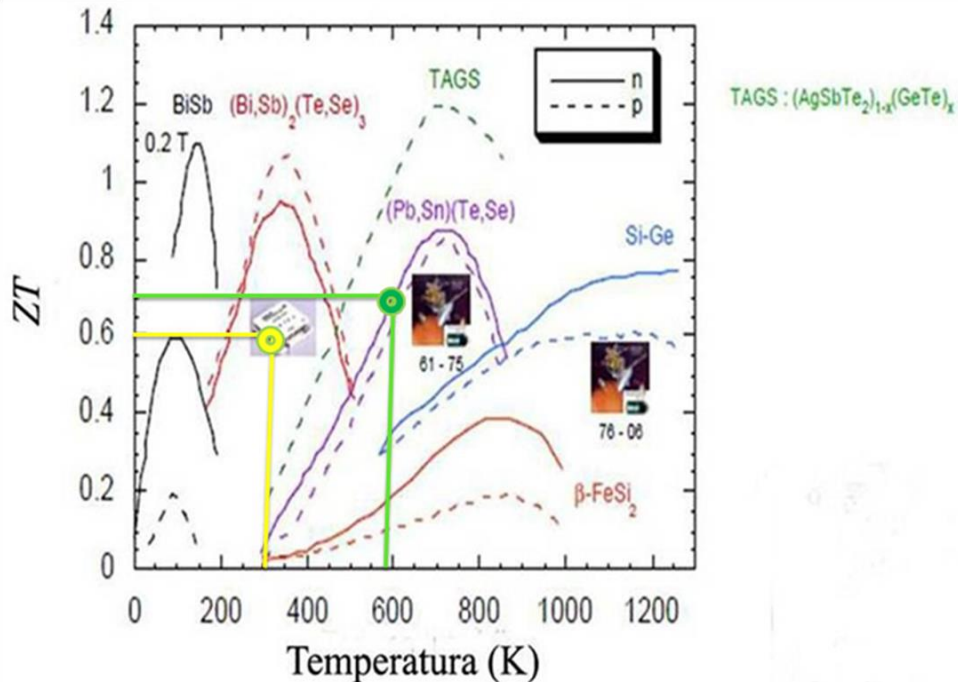 1.4
1.2
1
0.8
0.6
0.4
0.2
0
ZT
0 200 400 600 800 1000 1200
Temperatura (K)
BiSb
0.2 T
(Bi,Sb)₂(Te,Se)₃
TAGS
n
p
TAGS : (AgSbTe₂)₁₋ₓ(GeTe)ₓ
(Pb,Sn)(Te,Se)
Si-Ge
61 - 75
76 - 06
β-FeSi₂